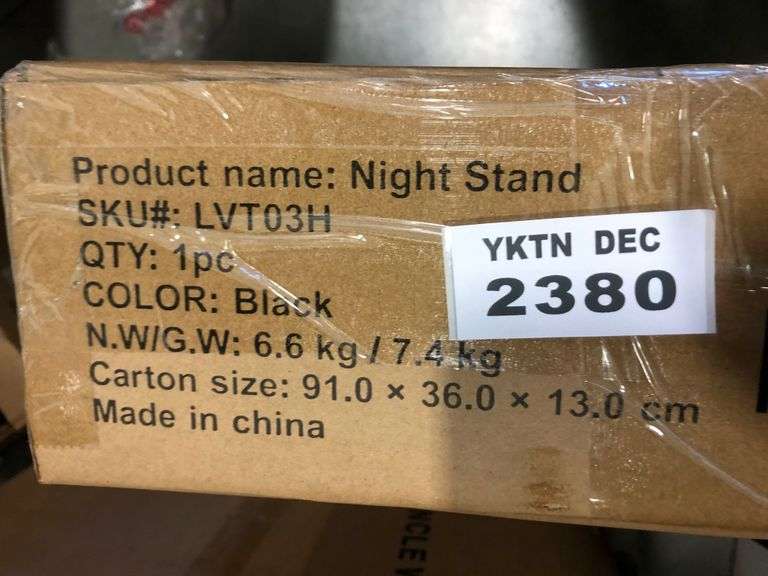 Product name: Night Stand
SKU#: LVT03H
QTY: 1pc
COLOR: Black
N.W/G.W: 6.6 kg / 7.4 kg
Carton size: 91.0 × 36.0 × 13.0 cm
Made in china
YKTN DEC
2380